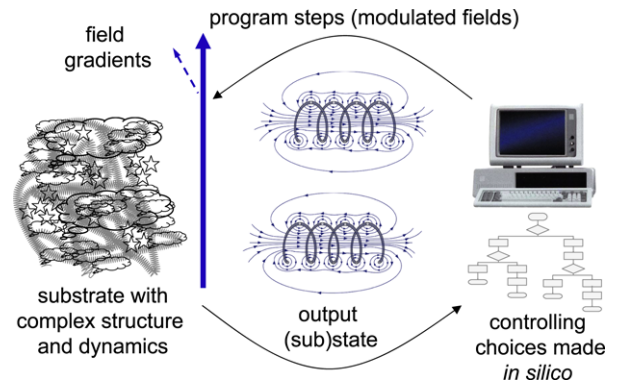 program steps (modulated fields)
field
gradients
substrate with
complex structure
and dynamics
output
(sub)state
controlling
choices made
in silico